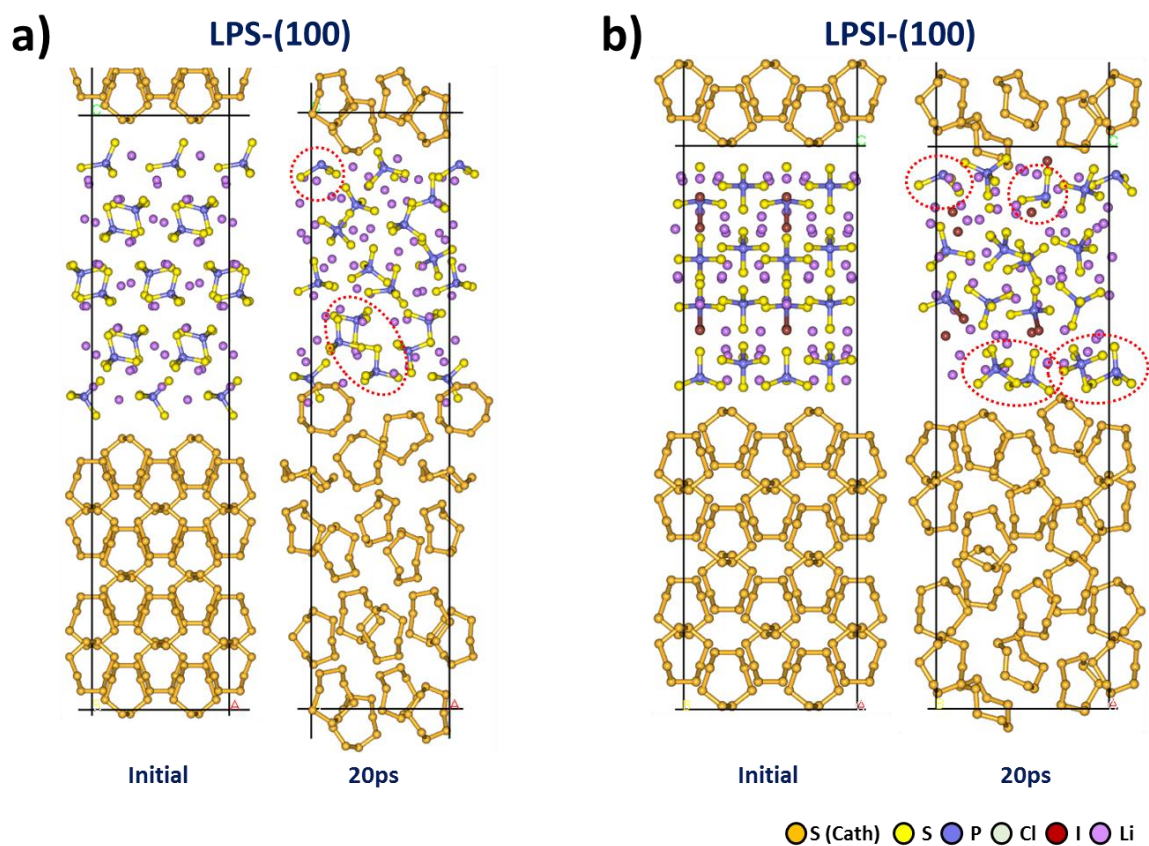 a)
LPS-(100)
b)
LPSI-(100)
Initial
20ps
Initial
20ps
S (Cath) S P Cl I Li